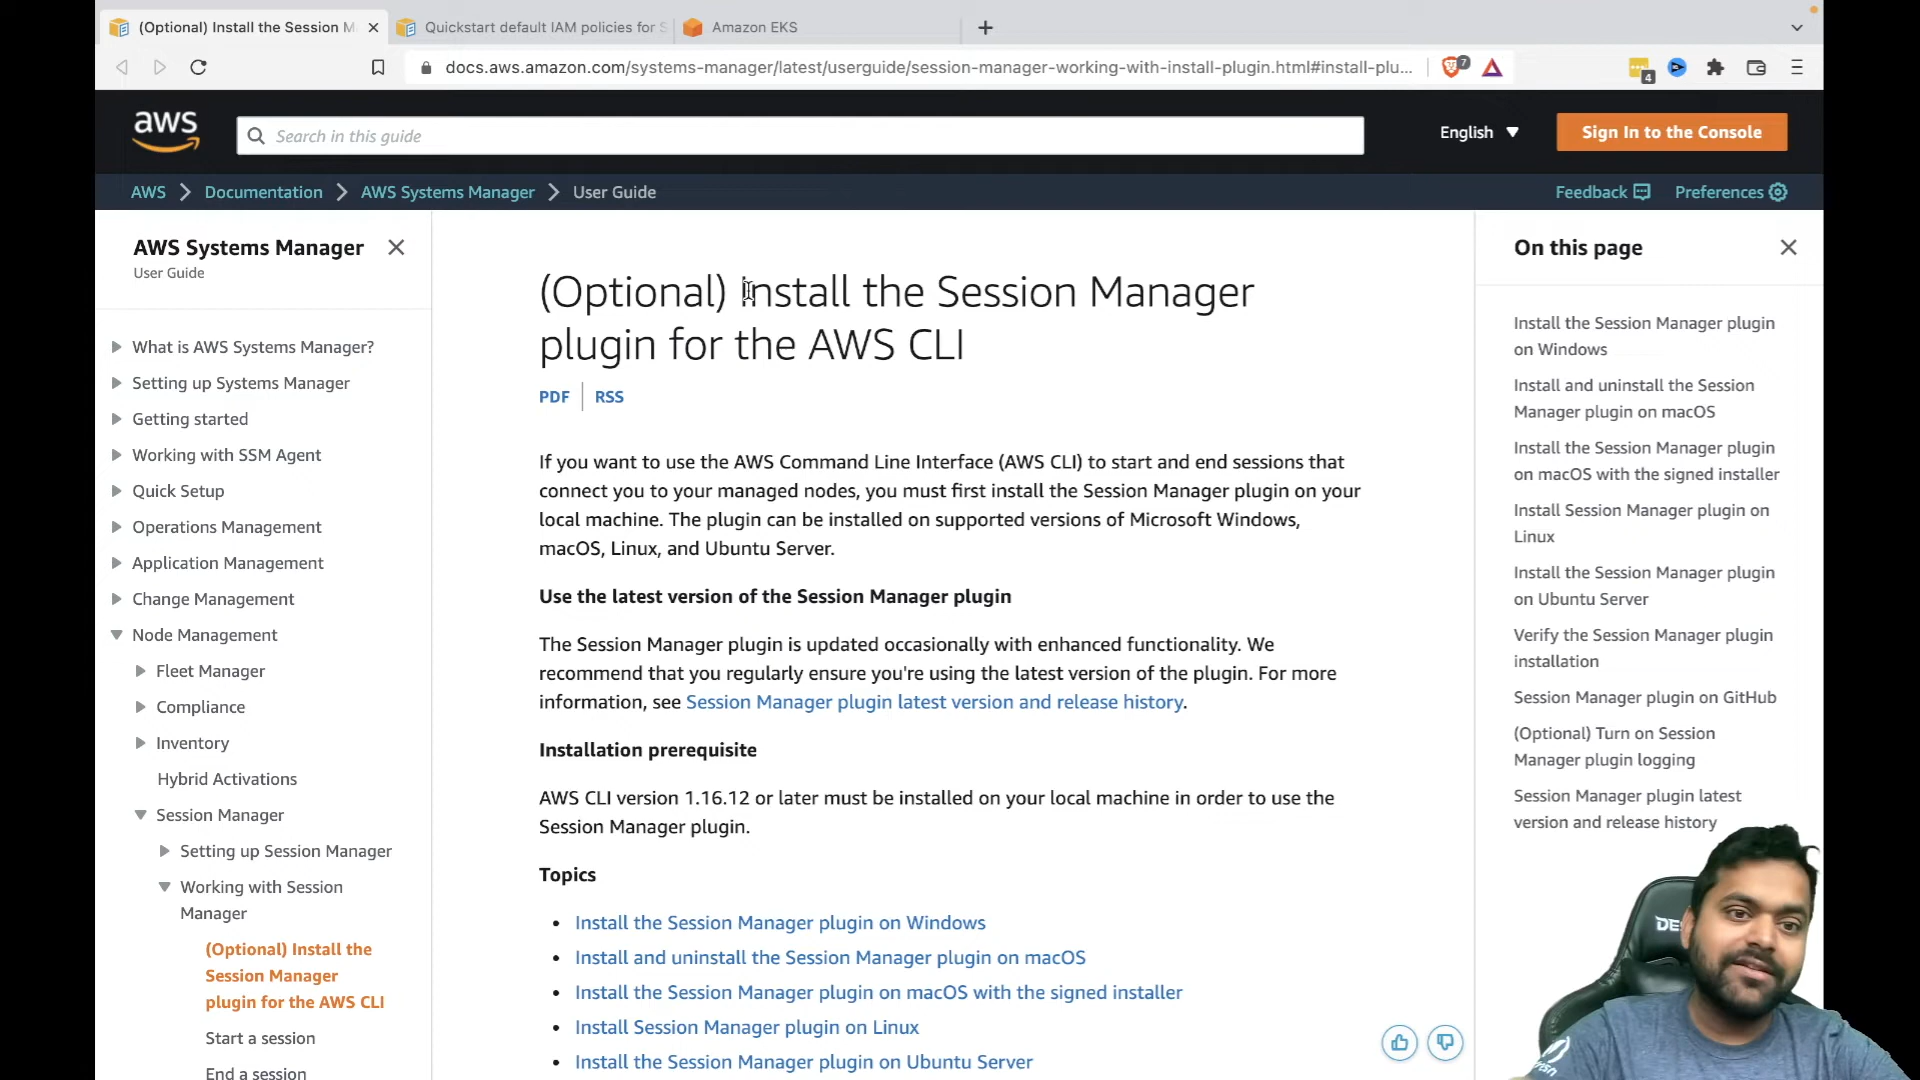 (Optional) Install the Session M
Quickstart default IAM policies for S
Amazon EKS
docs.aws.amazon.com/systems-manager/latest/userguide/session-manager-working-with-install-plugin.html#install-plu...
7
4
aws
Search in this guide
English
Sign In to the Console
AWS
Documentation
AWS Systems Manager
User Guide
Feedback
Preferences
AWS Systems Manager
User Guide
What is AWS Systems Manager?
Setting up Systems Manager
Getting started
Working with SSM Agent
Quick Setup
Operations Management
Application Management
Change Management
Node Management
Fleet Manager
Compliance
Inventory
Hybrid Activations
Session Manager
Setting up Session Manager
Working with Session
Manager
(Optional) Install the
Session Manager
plugin for the AWS CLI
Start a session
End a session
(Optional) Install the Session Manager
plugin for the AWS CLI
PDF
RSS
If you want to use the AWS Command Line Interface (AWS CLI) to start and end sessions that
connect you to your managed nodes, you must first install the Session Manager plugin on your
local machine. The plugin can be installed on supported versions of Microsoft Windows,
macOS, Linux, and Ubuntu Server.
Use the latest version of the Session Manager plugin
The Session Manager plugin is updated occasionally with enhanced functionality. We
recommend that you regularly ensure you're using the latest version of the plugin. For more
information, see Session Manager plugin latest version and release history.
Installation prerequisite
AWS CLI version 1.16.12 or later must be installed on your local machine in order to use the
Session Manager plugin.
Topics
• Install the Session Manager plugin on Windows
• Install and uninstall the Session Manager plugin on macOS
• Install the Session Manager plugin on macOS with the signed installer
• Install Session Manager plugin on Linux
• Install the Session Manager plugin on Ubuntu Server
On this page
Install the Session Manager plugin
on Windows
Install and uninstall the Session
Manager plugin on macOS
Install the Session Manager plugin
on macOS with the signed installer
Install Session Manager plugin on
Linux
Install the Session Manager plugin
on Ubuntu Server
Verify the Session Manager plugin
installation
Session Manager plugin on GitHub
(Optional) Turn on Session
Manager plugin logging
Session Manager plugin latest
version and release history